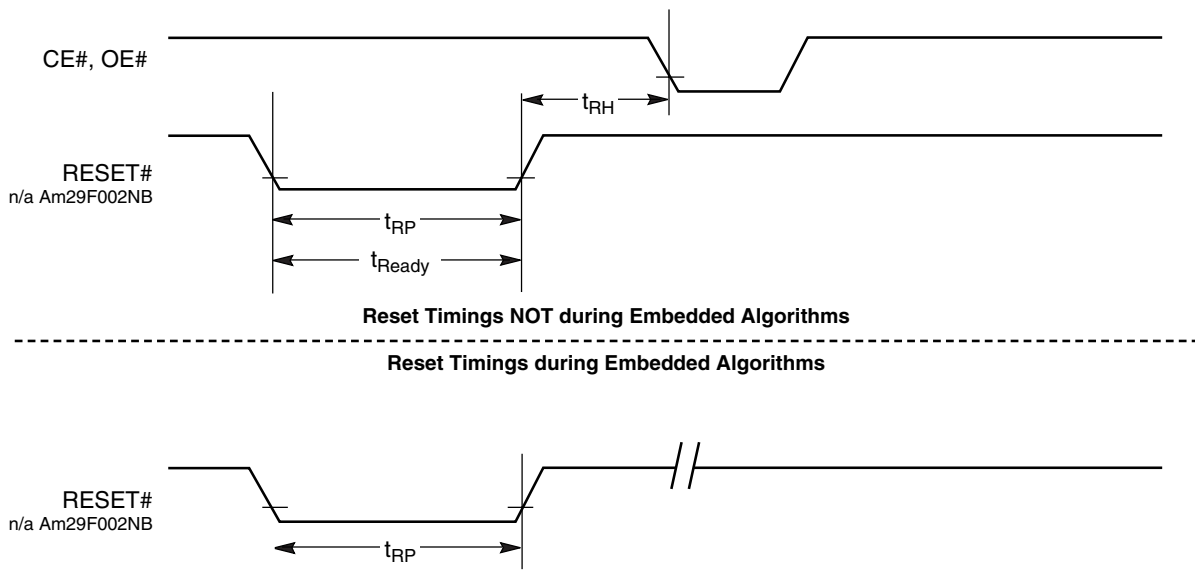 CE#, OE#
tRH
RESET#
n/a Am29F002NB
tRP
tReady
Reset Timings NOT during Embedded Algorithms
Reset Timings during Embedded Algorithms
RESET#
n/a Am29F002NB
tRP